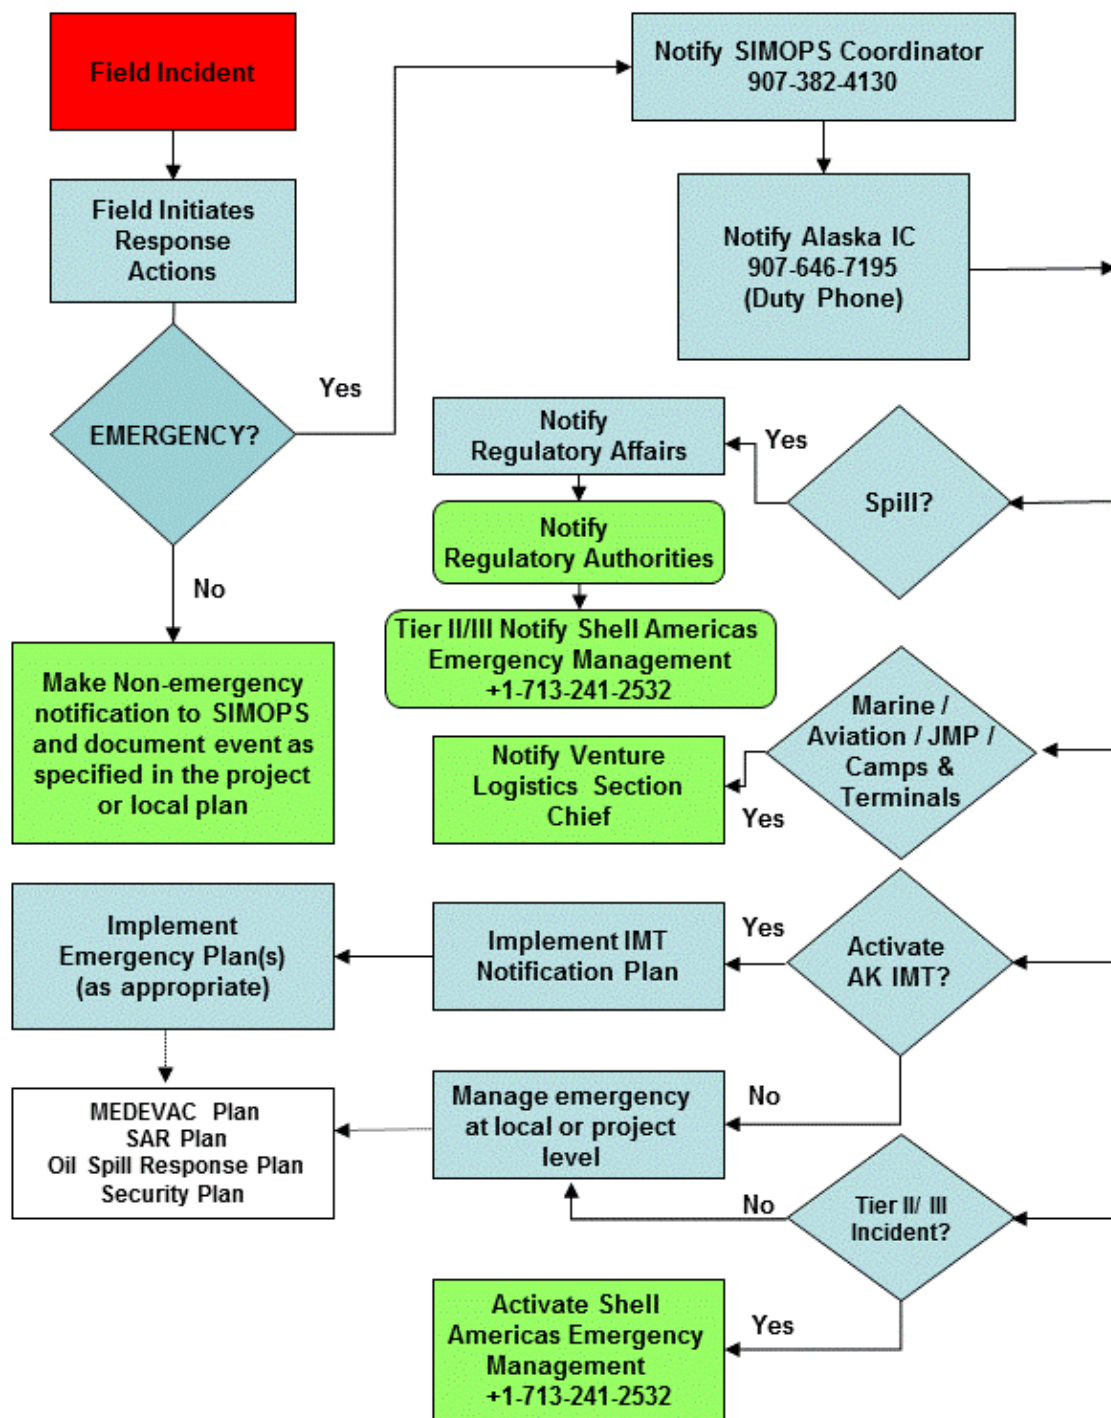 Field Incident
Field Initiates
Response
Actions
EMERGENCY?
Yes
No
Make Non-emergency
notification to SIMOPS
and document event as
specified in the project
or local plan
Notify SIMOPS Coordinator
907-382-4130
Notify Alaska IC
907-646-7195
(Duty Phone)
Spill?
Yes
Notify
Regulatory Affairs
Notify
Regulatory Authorities
Tier II/III Notify Shell Americas
Emergency Management
+1-713-241-2532
Marine /
Aviation / JMP /
Camps &
Terminals
Yes
Notify Venture
Logistics Section
Chief
Activate
AK IMT?
Yes
Implement IMT
Notification Plan
Implement
Emergency Plan(s)
(as appropriate)
No
Manage emergency
at local or project
level
MEDEVAC Plan
SAR Plan
Oil Spill Response Plan
Security Plan
Tier II/ III
Incident?
No
Yes
Activate Shell
Americas Emergency
Management
+1-713-241-2532